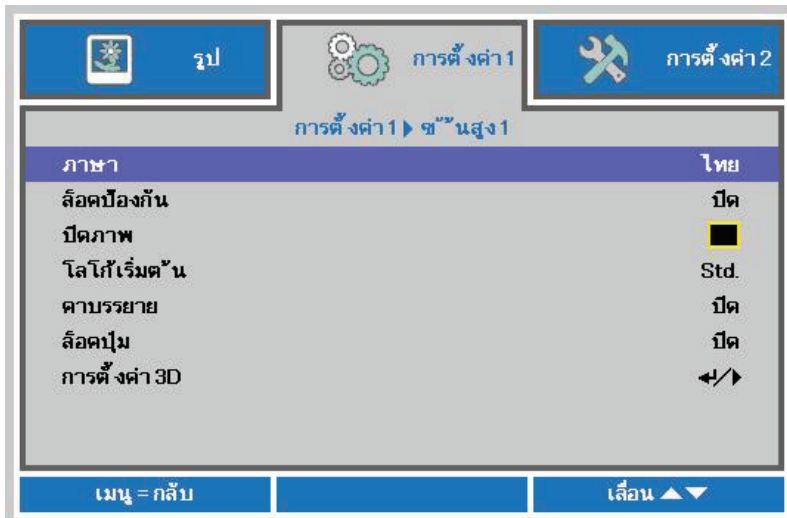 รูป
การตั้งค่า 1
การตั้งค่า 2
การตั้งค่า 1 ▶ ขั้นสูง 1
ภาษา ไทย
ล็อคป้องกัน ปิด
ปิดภาพ
โลโก้เริ่มต้น Std.
คาบรรยาย ปิด
ล็อคปุ่ม ปิด
การตั้งค่า 3D ↵/▶
เมนู = กลับ
เลื่อน ▲▼